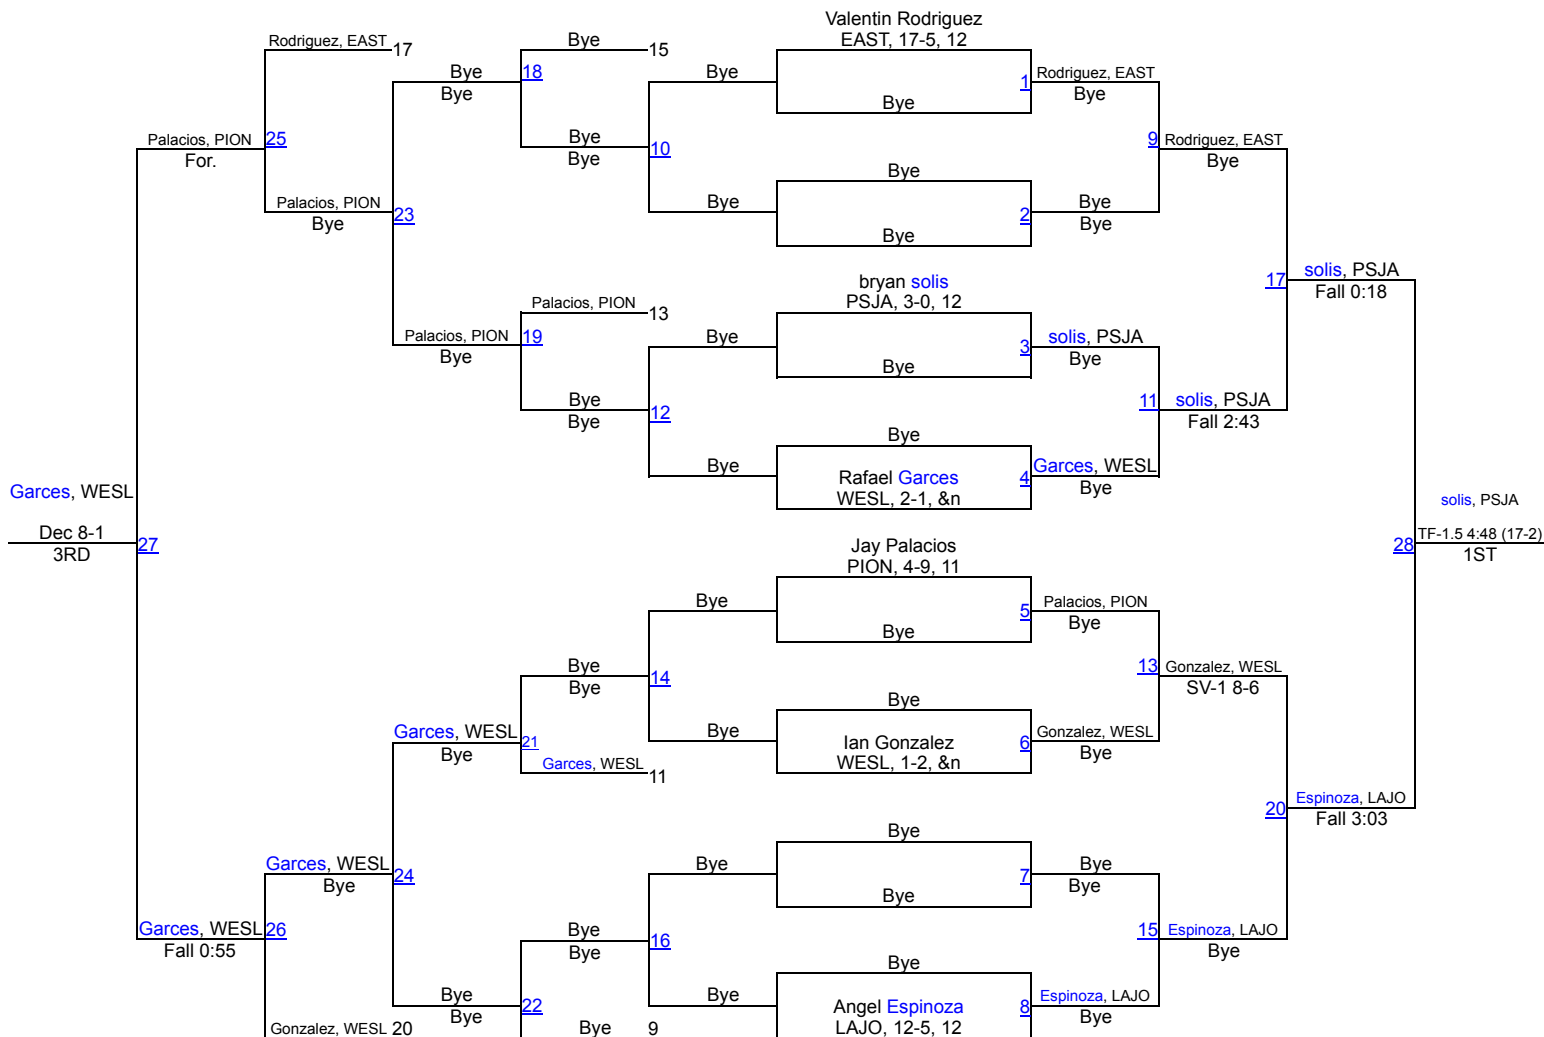 Valentin Rodriguez
EAST, 17-5, 12
Rodriguez, EAST
17
Bye
15
Bye
Bye
18
Bye
1
Rodriguez, EAST
Bye
Bye
Palacios, PION
For.
25
Bye
Bye
10
9
Rodriguez, EAST
Bye
Palacios, PION
Bye
23
Bye
Bye
2
Bye
Bye
Bye
bryan solis
PSJA, 3-0, 12
17
solis, PSJA
Fall 0:18
Palacios, PION
13
Palacios, PION
Bye
19
Bye
3
solis, PSJA
Bye
Bye
Bye
Bye
12
11
solis, PSJA
Fall 2:43
Bye
Bye
Rafael Garces
WESL, 2-1, &n
4
Garces, WESL
Bye
Garces, WESL
Dec 8-1
3RD
27
solis, PSJA
28
TF-1.5 4:48 (17-2)
1ST
Jay Palacios
PION, 4-9, 11
Bye
5
Palacios, PION
Bye
Bye
Bye
Bye
14
13
Gonzalez, WESL
SV-1 8-6
Bye
Garces, WESL
Bye
21
Garces, WESL
11
Bye
Ian Gonzalez
WESL, 1-2, &n
6
Gonzalez, WESL
Bye
20
Espinoza, LAJO
Fall 3:03
Bye
Garces, WESL
Bye
24
Bye
7
Bye
Bye
Bye
Garces, WESL
Fall 0:55
26
Bye
Bye
16
15
Espinoza, LAJO
Bye
Bye
Bye
Bye
22
Bye
Angel Espinoza
LAJO, 12-5, 12
8
Espinoza, LAJO
Bye
Gonzalez, WESL
20
Bye
9